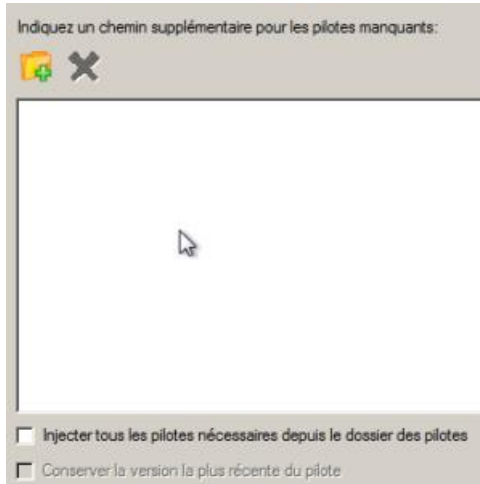 Indiquez un chemin supplémentaire pour les pilotes manquants:
Injecter tous les pilotes nécessaires depuis le dossier des pilotes
Conserver la version la plus récente du pilote